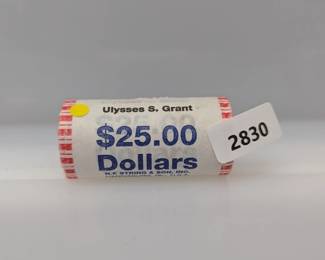 Ulysses S. Grant
$25.00
Dollars
N.F. STRING & SON, INC.
2830